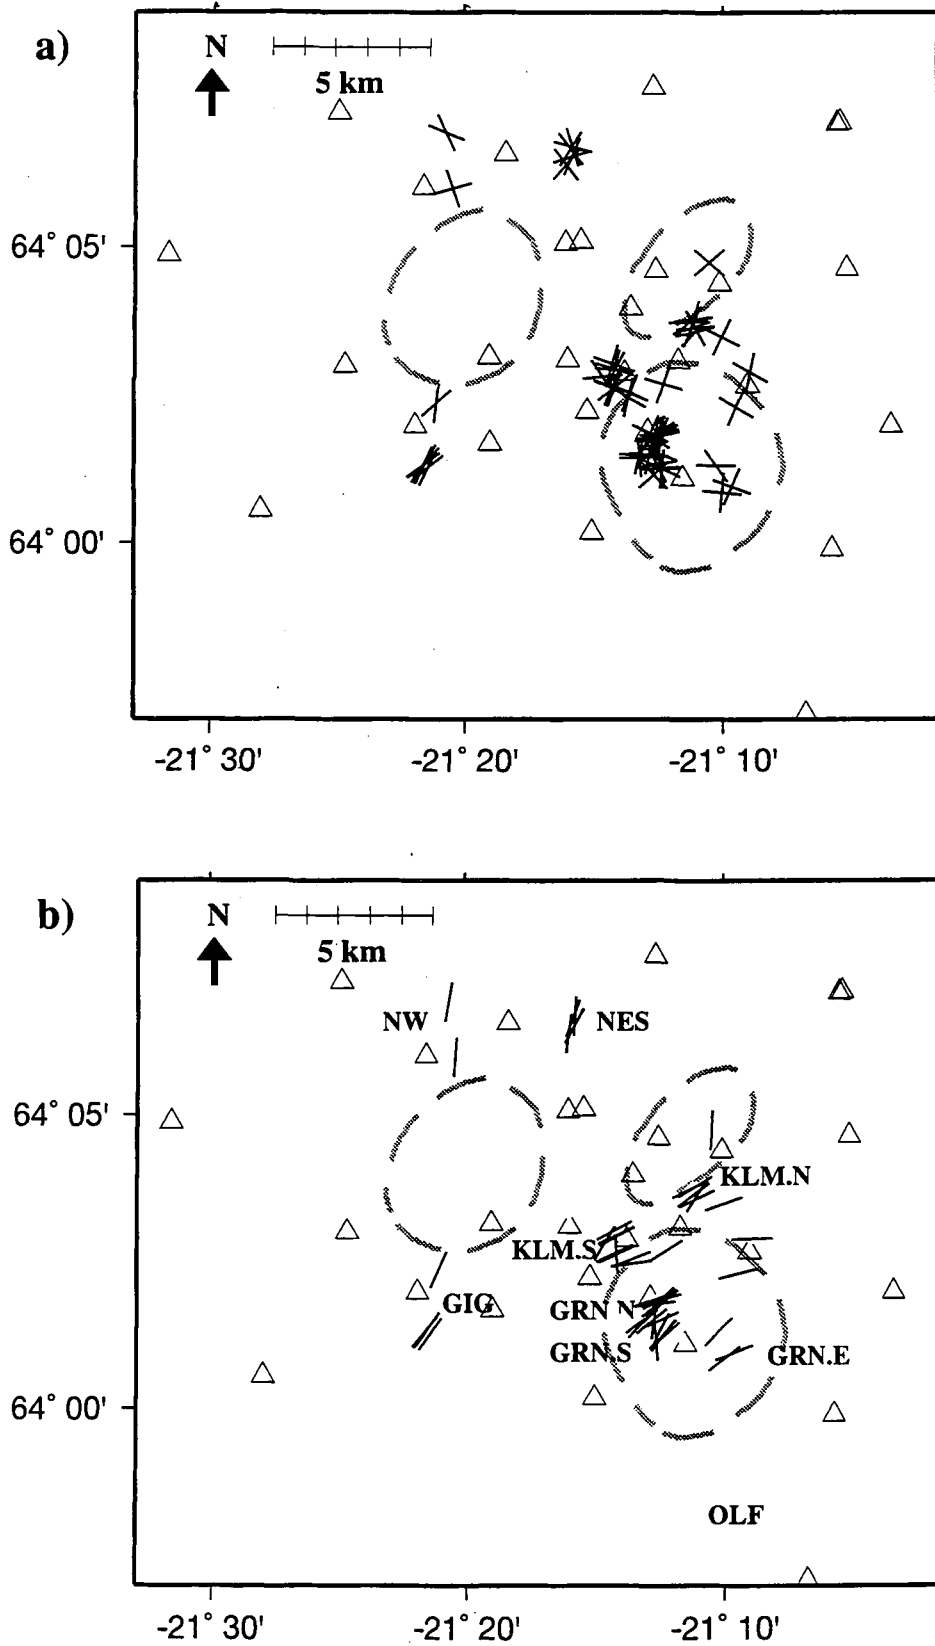 a)
N
5 km
64° 05'
64° 00'
-21° 30'
-21° 20'
-21° 10'
b)
N
5 km
NW
NES
64° 05'
KLM.N
KLM.S
GIG
GRN N
GRN.S
GRN.E
64° 00'
OLF
-21° 30'
-21° 20'
-21° 10'